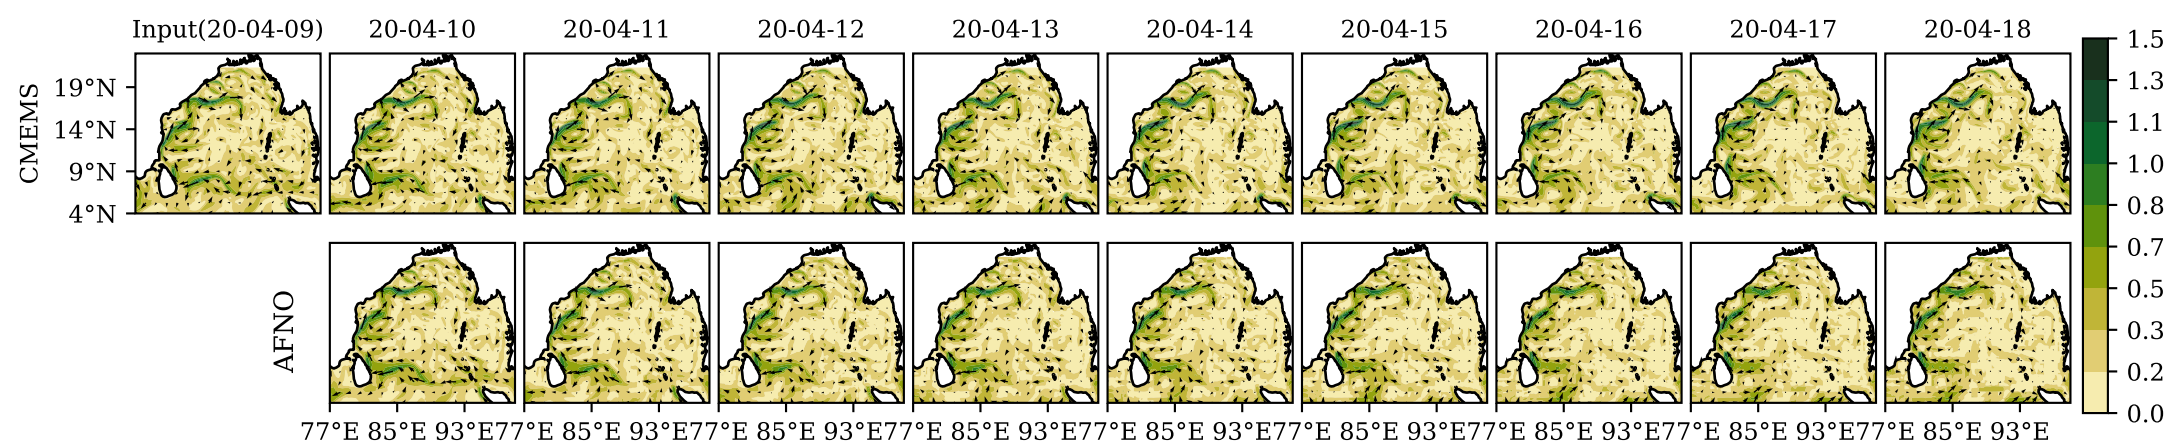 Input(20-04-09) 20-04-10 20-04-11 20-04-12 20-04-13 20-04-14 20-04-15 20-04-16 20-04-17 20-04-18
CMEMS
19°N
14°N
9°N
4°N
AFNO
77°E 85°E 93°E77°E 85°E 93°E77°E 85°E 93°E77°E 85°E 93°E77°E 85°E 93°E77°E 85°E 93°E77°E 85°E 93°E77°E 85°E 93°E77°E 85°E 93°E
1.5
1.3
1.1
1.0
0.8
0.7
0.5
0.3
0.2
0.0